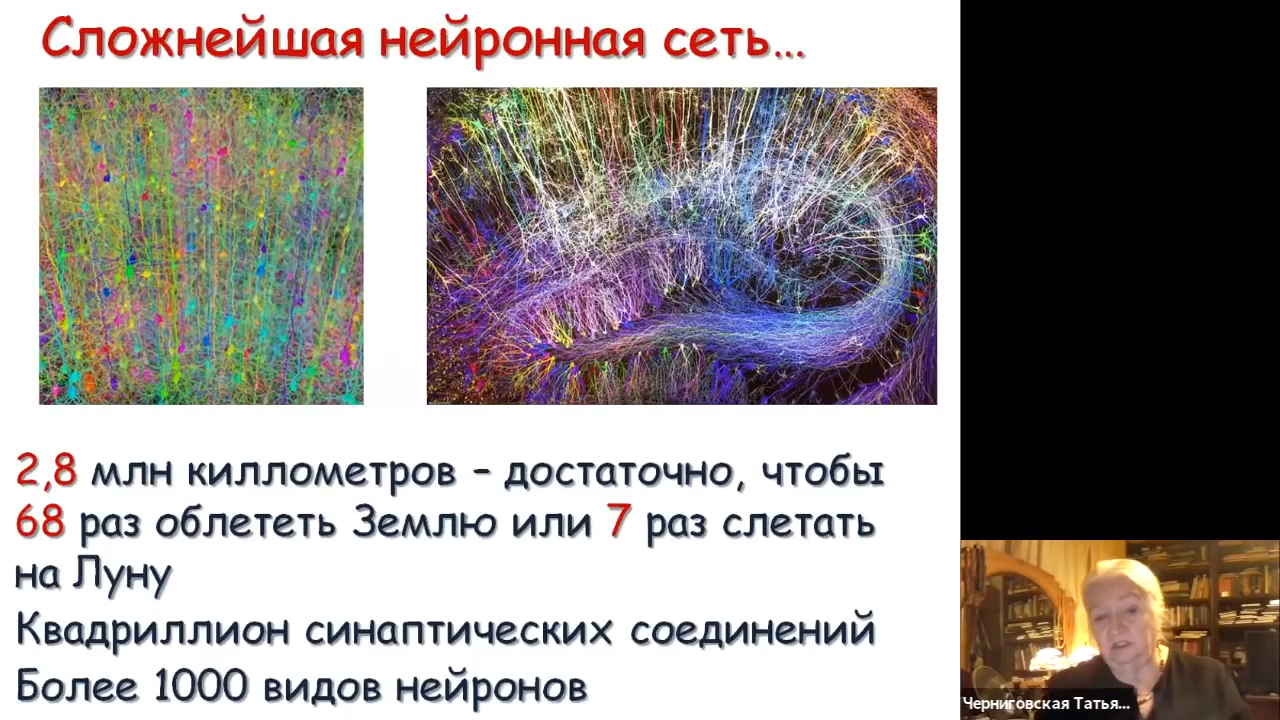 Сложнейшая нейронная сеть…
2,8 млн киллометров – достаточно, чтобы
68 раз облететь Землю или 7 раз слетать
на Луну
Квадриллион синаптических соединений
Более 1000 видов нейронов
Черниговская Татья...